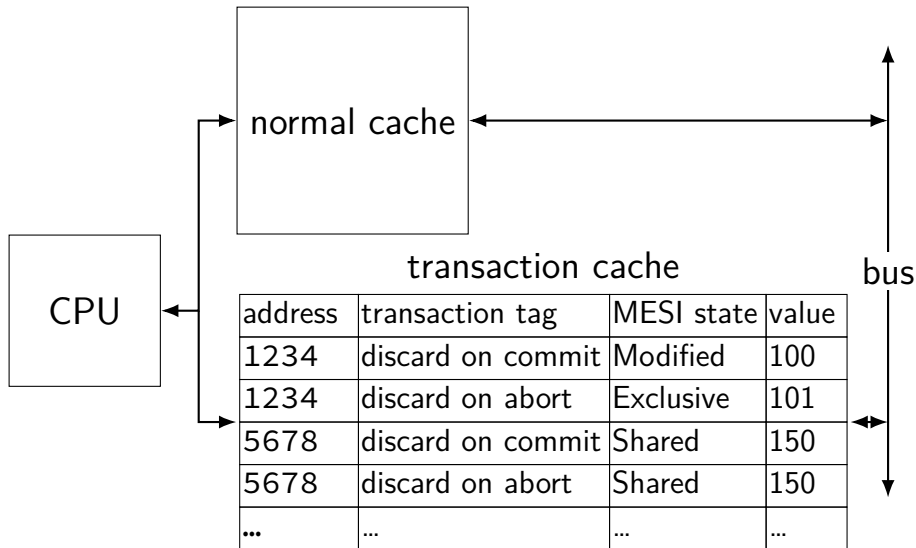 normal cache
transaction cache
bus
CPU
address transaction tag MESI state value
1234 discard on commit Modified 100
1234 discard on abort Exclusive 101
5678 discard on commit Shared 150
5678 discard on abort Shared 150
... ... ... ...